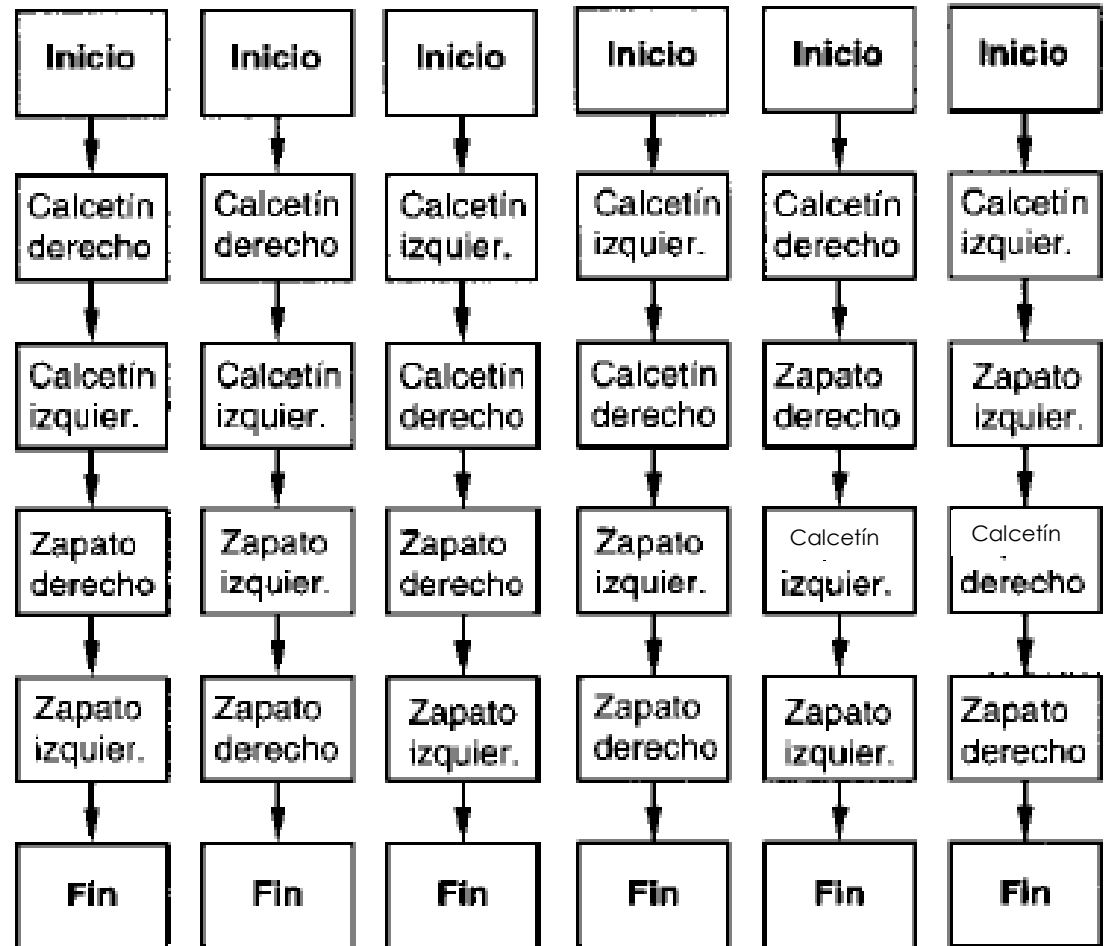 Inicio
Inicio
Inicio
Inicio
Inicio
Inicio
Calcetín
derecho
Calcetín
derecho
Calcetín
izquier.
Calcetín
izquier.
Calcetín
derecho
Calcetín
izquier.
Calcetín
izquier.
Calcetín
izquier.
Calcetín
derecho
Calcetín
derecho
Zapato
derecho
Zapato
izquier.
Zapato
derecho
Zapato
izquier.
Zapato
derecho
Zapato
izquier.
Calcetín
izquier.
Calcetín
derecho
Zapato
izquier.
Zapato
derecho
Zapato
izquier.
Zapato
derecho
Zapato
izquier.
Zapato
derecho
Fin
Fin
Fin
Fin
Fin
Fin